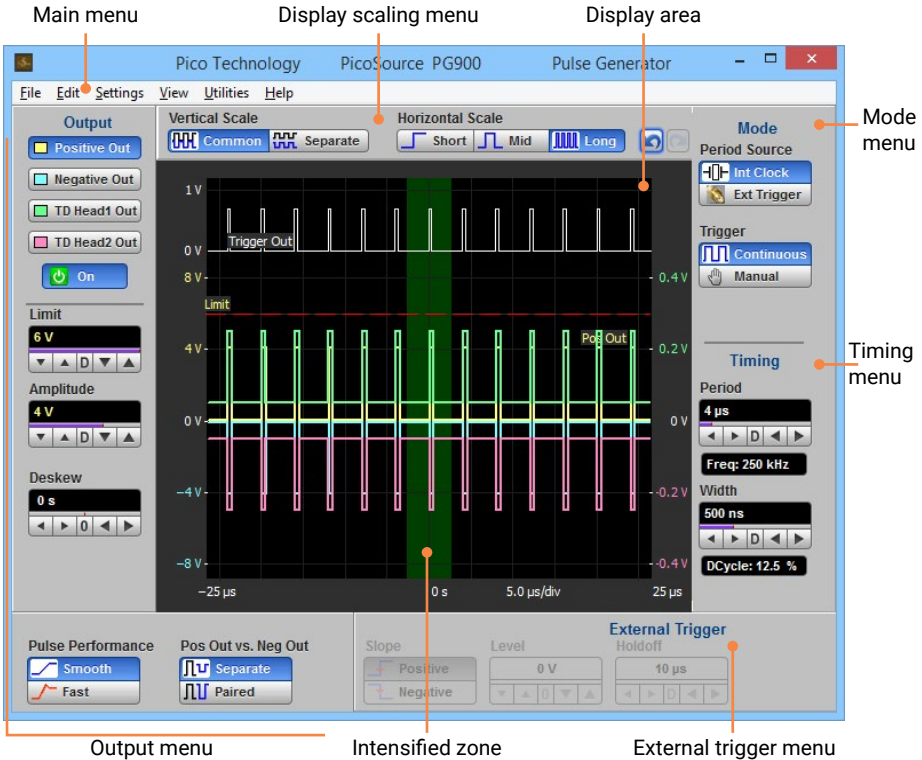 Main menu
Display scaling menu
Display area
Pico Technology PicoSource PG900 Pulse Generator
File Edit Settings View Utilities Help
Mode menu
Output
Positive Out
Negative Out
TD Head1 Out
TD Head2 Out
On
Limit
6 V
D
Amplitude
4 V
D
Deskew
0 s
0
Vertical Scale
Common Separate
Horizontal Scale
Short Mid Long
1 V
0 V
Trigger Out
8 V
0.4 V
Limit
Pos Out
4 V
0.2 V
0 V
0 V
−4 V
-0.2 V
−8 V
-0.4 V
−25 µs
0 s
5.0 µs/div
25 µs
Mode
Period Source
Int Clock
Ext Trigger
Trigger
Continuous
Manual
Timing menu
Timing
Period
4 µs
D
Freq: 250 kHz
Width
500 ns
D
DCycle: 12.5 %
Pulse Performance
Smooth
Fast
Pos Out vs. Neg Out
Separate
Paired
External Trigger
Slope
Positive
Negative
Level
0 V
0
Holdoff
10 µs
D
Output menu
Intensified zone
External trigger menu